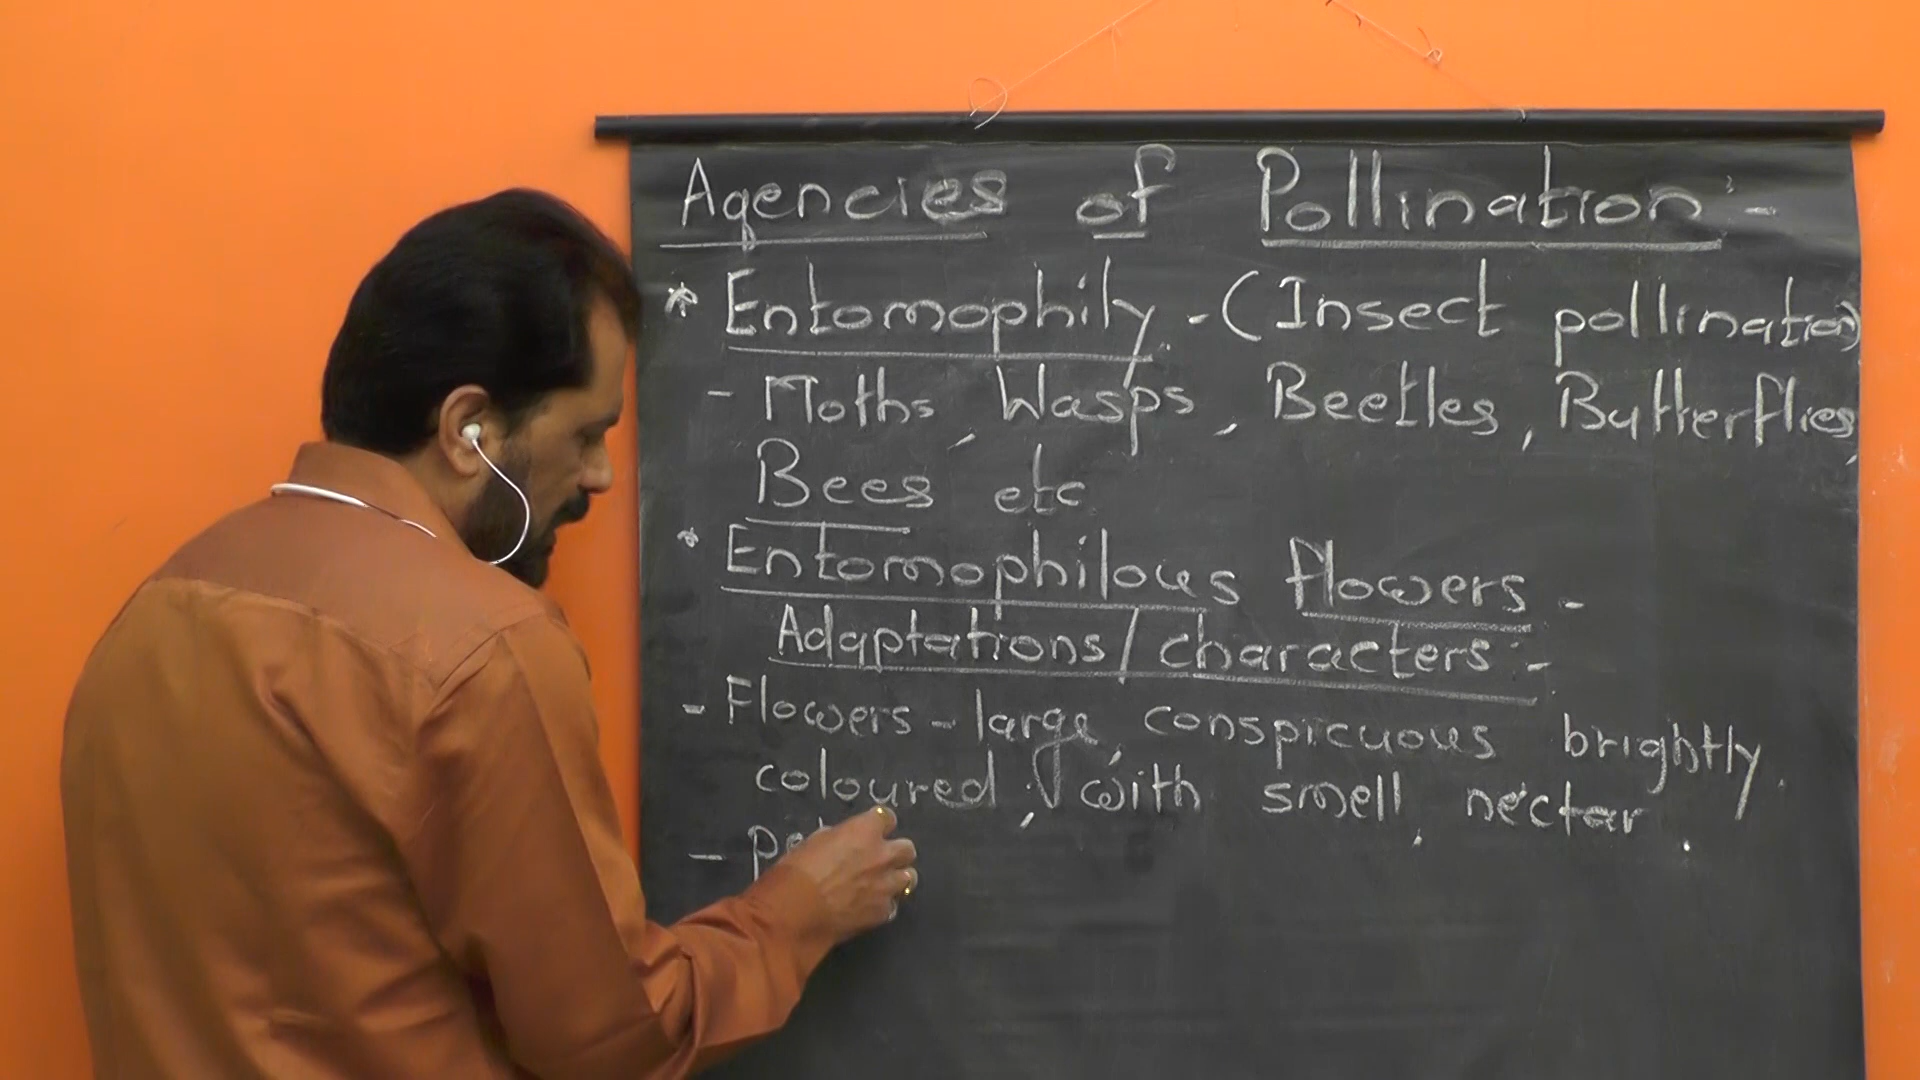 Agencies of Pollination :-
* Entomophily - (Insect pollination)
- Moths, Wasps, Beetles, Butterflies,
Bees etc
* Entomophilous flowers -
Adaptations / characters :-
- Flowers - large, conspicuous brightly
coloured, with smell, nectar.
-